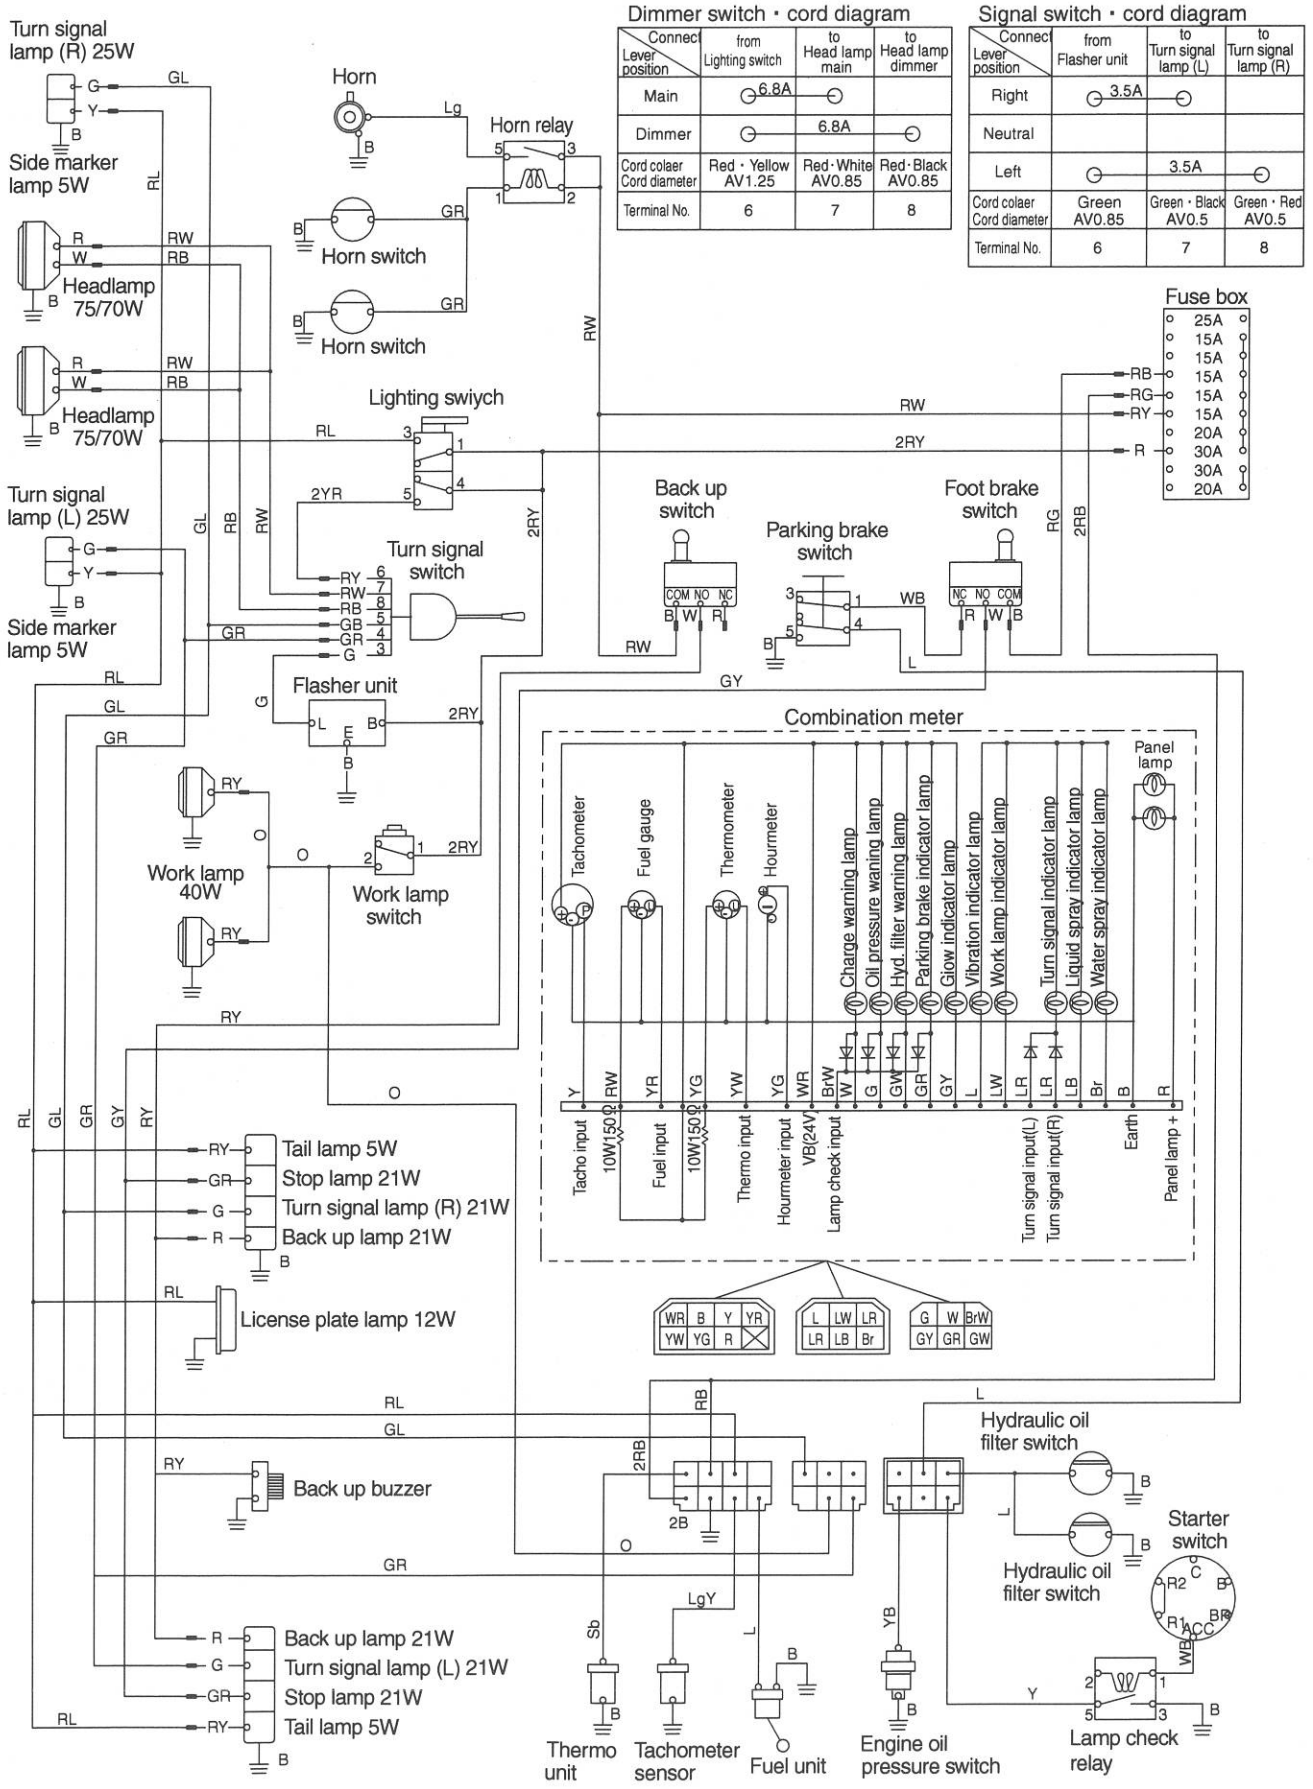 Turn signal
lamp (R) 25W
G
GL
Y
B
Side marker
lamp 5W
RL
R
RW
W
RB
B
Headlamp
75/70W
R
RW
W
RB
B
Headlamp
75/70W
Turn signal
lamp (L) 25W
G
Y
B
Side marker
lamp 5W
GL
RB
RW
GR
RL
GL
GR
Horn
Lg
B
Horn relay
5
3
1
2
GR
B
Horn switch
GR
B
Horn switch
RW
Lighting swiych
RL
3
1
4
5
2YR
2RY
Turn signal
switch
RY 6
RW 7
RB 8
GB 5
GR 4
G 3
G
Flasher unit
L
B
E
B
2RY
Dimmer switch・cord diagram
Connect
Lever
position
from
Lighting switch
to
Head lamp
main
to
Head lamp
dimmer
Main
6.8A
Dimmer
6.8A
Cord colaer
Cord diameter
Red・Yellow
AV1.25
Red・White
AV0.85
Red・Black
AV0.85
Terminal No.
6
7
8
Signal switch・cord diagram
Connect
Lever
position
from
Flasher unit
to
Turn signal
lamp (L)
to
Turn signal
lamp (R)
Right
3.5A
Neutral
Left
3.5A
Cord colaer
Cord diameter
Green
AV0.85
Green・Black
AV0.5
Green・Red
AV0.5
Terminal No.
6
7
8
Fuse box
25A
15A
15A
RB 15A
RG 15A
RY 15A
20A
R 30A
30A
20A
RW
2RY
RG
2RB
Back up
switch
COM NO NC
B W R
RW
Parking brake
switch
3
1
4
5
B
WB
L
Foot brake
switch
NC NO COM
R W B
GY
RY
O
O
Work lamp
40W
RY
2
1
2RY
Work lamp
switch
RY
O
Combination meter
Tachometer
P
Fuel gauge
Thermometer
Hourmeter
Charge warning lamp
Oil pressure waning lamp
Hyd. filter warning lamp
Parking brake indicator lamp
Giow indicator lamp
Vibration indicator lamp
Work lamp indicator lamp
Turn signal indicator lamp
Liquid spray indicator lamp
Water spray indicator lamp
Panel
lamp
Y
RW
YR
YG
YW
YG
WR
BrW
W
G
GW
GR
GY
L
LW
LR
LR
LB
Br
B
R
Tacho input
10W150Ω
Fuel input
10W150Ω
Thermo input
Hourmeter input
VB(24V)
Lamp check input
Turn signal input(L)
Turn signal input(R)
Earth
Panel lamp +
WR B Y YR
YW YG R
L LW LR
LR LB Br
G W BrW
GY GR GW
RL
GL
GR
GY
RY
RY Tail lamp 5W
GR Stop lamp 21W
G Turn signal lamp (R) 21W
R Back up lamp 21W
B
RL
License plate lamp 12W
RL
GL
RY
Back up buzzer
GR
O
R Back up lamp 21W
G Turn signal lamp (L) 21W
GR Stop lamp 21W
RL
RY Tail lamp 5W
B
2RB
RB
2B
Sb
B
Thermo
unit
LgY
Tachometer
sensor
L
B
Fuel unit
L
YB
B
Engine oil
pressure switch
Hydraulic oil
filter switch
B
L
B
Hydraulic oil
filter switch
Starter
switch
C
R2
B
R1
BR
ACC
WB
2
1
Y
5
3
B
Lamp check
relay